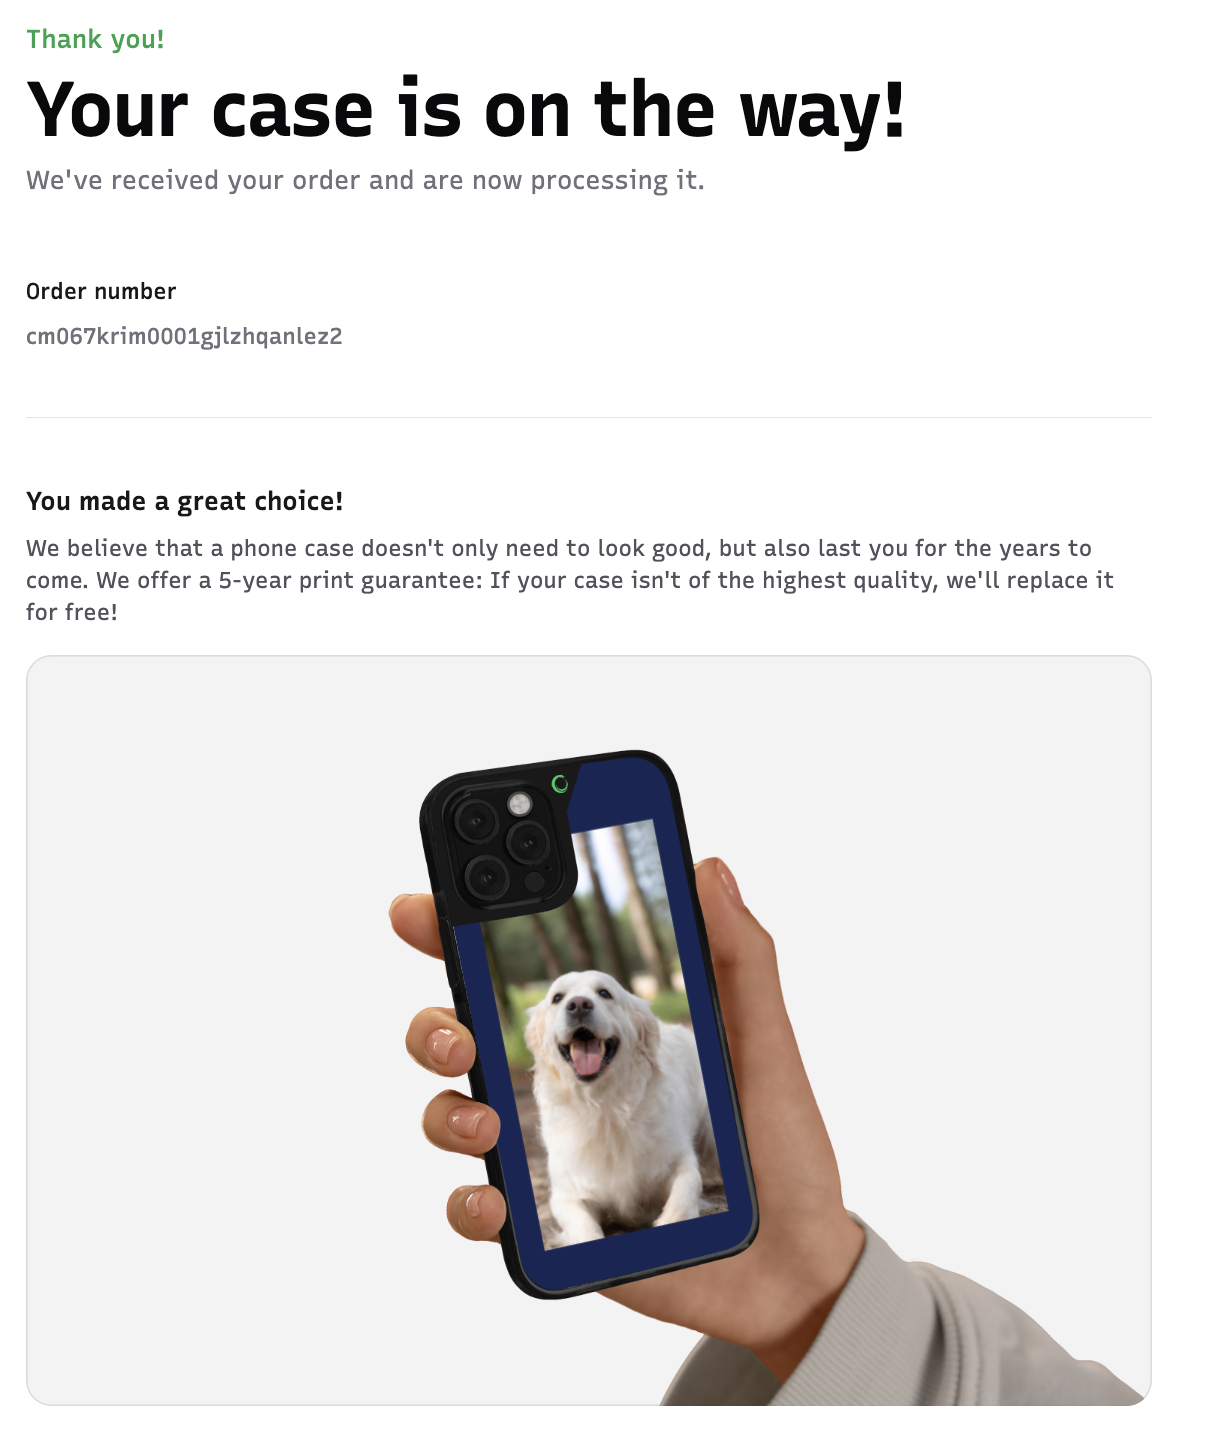 Thank you!
Your case is on the way!
We've received your order and are now processing it.
Order number
cm067krim0001gjlzhqanlez2
You made a great choice!
We believe that a phone case doesn't only need to look good, but also last you for the years to
come. We offer a 5-year print guarantee: If your case isn't of the highest quality, we'll replace it
for free!